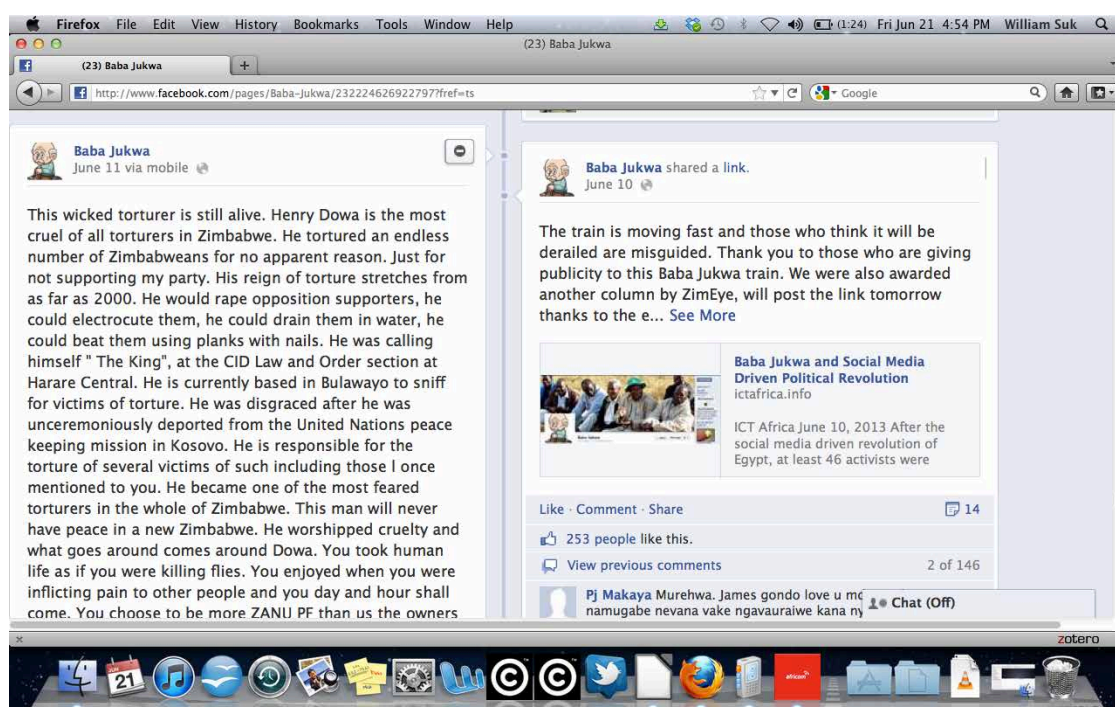 Firefox File Edit View History Bookmarks Tools Window Help (1:24) Fri Jun 21 4:54 PM William Suk
(23) Baba Jukwa
(23) Baba Jukwa
http://www.facebook.com/pages/Baba-Jukwa/232224626922797?fref=ts
Google
Baba Jukwa
June 11 via mobile
This wicked torturer is still alive. Henry Dowa is the most
cruel of all torturers in Zimbabwe. He tortured an endless
number of Zimbabweans for no apparent reason. Just for
not supporting my party. His reign of torture stretches from
as far as 2000. He would rape opposition supporters, he
could electrocute them, he could drain them in water, he
could beat them using planks with nails. He was calling
himself " The King", at the CID Law and Order section at
Harare Central. He is currently based in Bulawayo to sniff
for victims of torture. He was disgraced after he was
unceremoniously deported from the United Nations peace
keeping mission in Kosovo. He is responsible for the
torture of several victims of such including those l once
mentioned to you. He became one of the most feared
torturers in the whole of Zimbabwe. This man will never
have peace in a new Zimbabwe. He worshipped cruelty and
what goes around comes around Dowa. You took human
life as if you were killing flies. You enjoyed when you were
inflicting pain to other people and you day and hour shall
come. You choose to be more ZANU PF than us the owners
Baba Jukwa shared a link.
June 10
The train is moving fast and those who think it will be
derailed are misguided. Thank you to those who are giving
publicity to this Baba Jukwa train. We were also awarded
another column by ZimEye, will post the link tomorrow
thanks to the e... See More
Baba Jukwa and Social Media
Driven Political Revolution
ictafrica.info
ICT Africa June 10, 2013 After the
social media driven revolution of
Egypt, at least 46 activists were
Like · Comment · Share 14
253 people like this.
View previous comments 2 of 146
Pj Makaya Murehwa. James gondo love u
namugabe nevana vake ngavauraiwe kana
Chat (Off)
zotero
JUN
21
africom